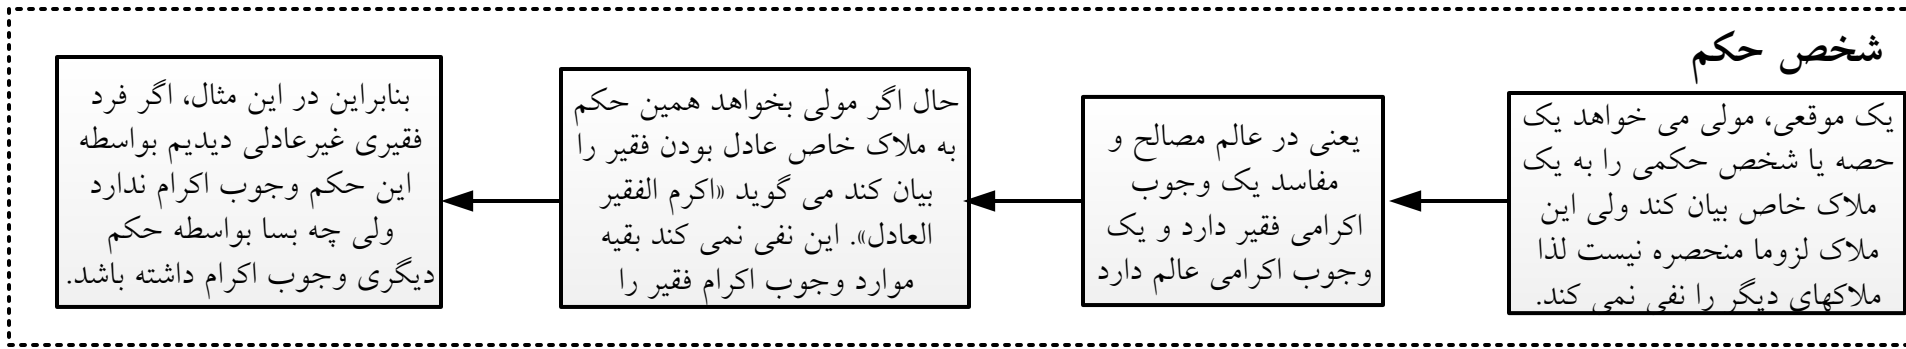 شخص حکم
یک موقعی، مولی می خواهد یک
حصه یا شخص حکمی را به یک
ملاک خاص بیان کند ولی این
ملاک لزوما منحصره نیست لذا
ملاکهای دیگر را نفی نمی کند.
یعنی در عالم مصالح و
مفاسد یک وجوب
اکرامی فقیر دارد و یک
وجوب اکرامی عالم دارد
حال اگر مولی بخواهد همین حکم
به ملاک خاص عادل بودن فقیر را
بیان کند می گوید «اکرم الفقیر
العادل». این نفی نمی کند بقیه
موارد وجوب اکرام فقیر را
بنابراین در این مثال، اگر فرد
فقیری غیرعادلی دیدیم بواسطه
این حکم وجوب اکرام ندارد
ولی چه بسا بواسطه حکم
دیگری وجوب اکرام داشته باشد.